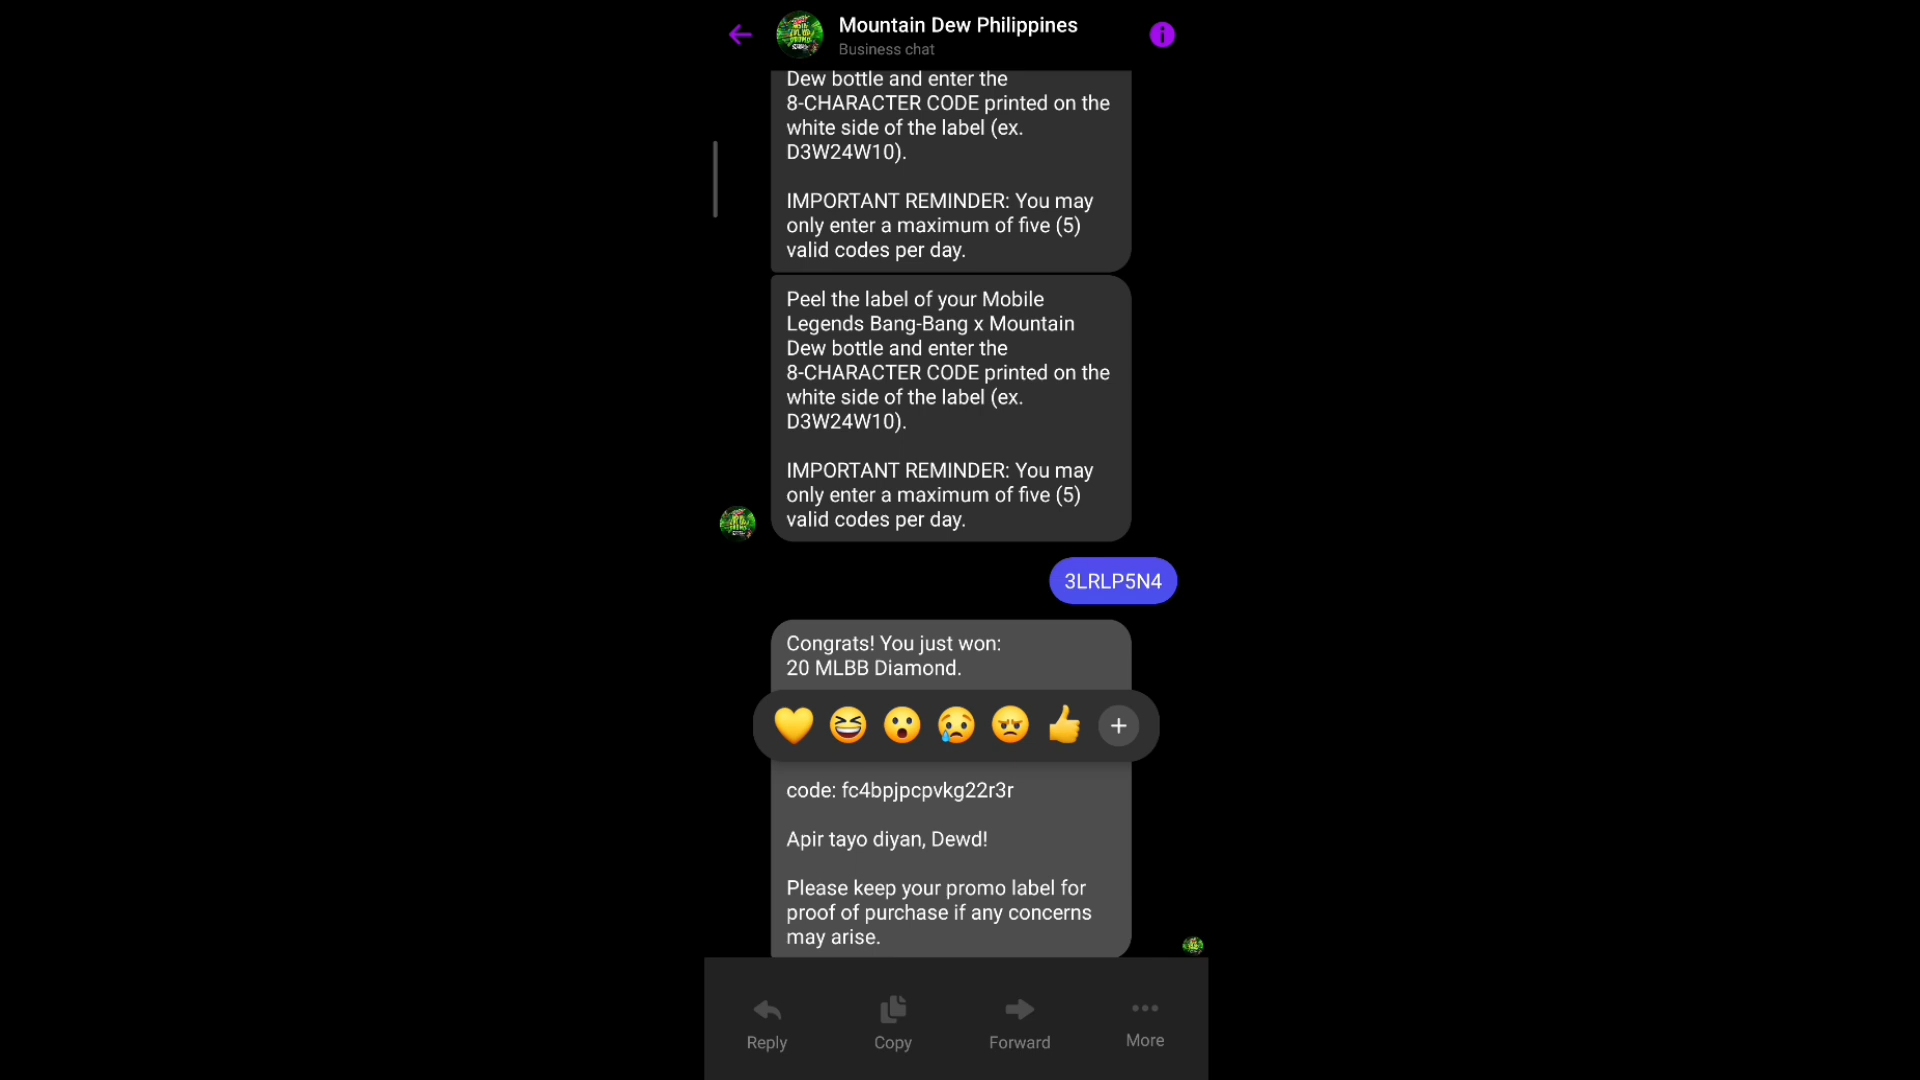 Mountain Dew Philippines
Business chat
Dew bottle and enter the
8-CHARACTER CODE printed on the
white side of the label (ex.
D3W24W10).
IMPORTANT REMINDER: You may
only enter a maximum of five (5)
valid codes per day.
Peel the label of your Mobile
Legends Bang-Bang x Mountain
Dew bottle and enter the
8-CHARACTER CODE printed on the
white side of the label (ex.
D3W24W10).
IMPORTANT REMINDER: You may
only enter a maximum of five (5)
valid codes per day.
3LRLP5N4
Congrats! You just won:
20 MLBB Diamond.
code: fc4bpjpcpvkg22r3r
Apir tayo diyan, Dewd!
Please keep your promo label for
proof of purchase if any concerns
may arise.
Reply
Copy
Forward
More